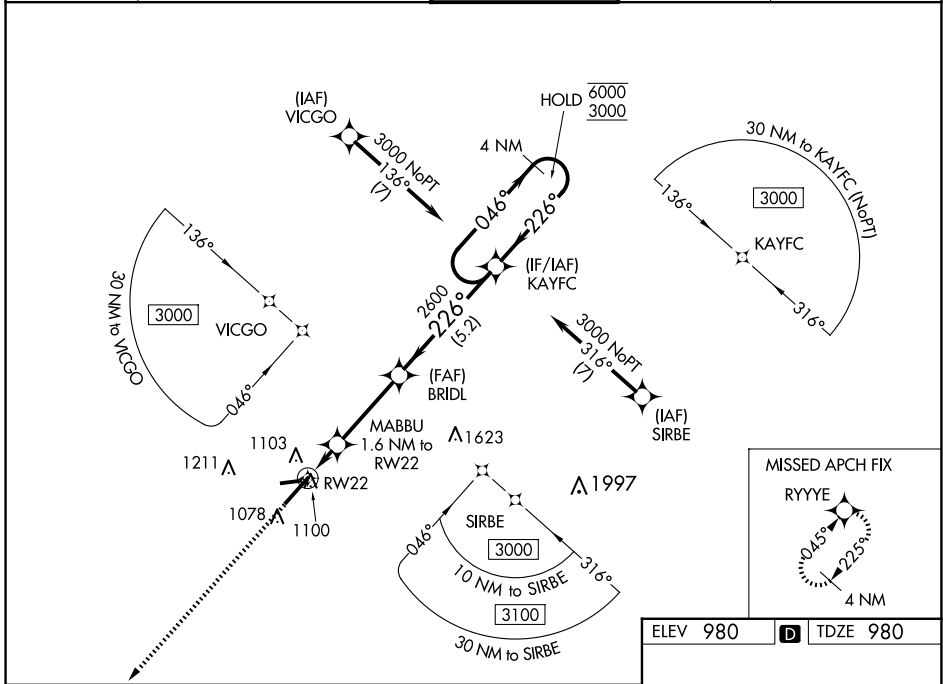 (IAF)
VICGO
HOLD 6000
3000
4 NM
3000 NoPT
136°
(7)
046°
226°
30 NM to KAYFC (NoPT)
136°
3000
KAYFC
316°
(IF/IAF)
KAYFC
136°
30 NM to VICGO
3000
VICGO
046°
2600
226°
(5.2)
3000 NoPT
316°
(7)
(FAF)
BRIDL
(IAF)
SIRBE
MABBU
1.6 NM to
RW22
1623
1103
1211
RW22
1078
1100
1997
SIRBE
046°
3000
316°
10 NM to SIRBE
3100
30 NM to SIRBE
MISSED APCH FIX
RYYYE
045°
225°
4 NM
ELEV 980 D TDZE 980